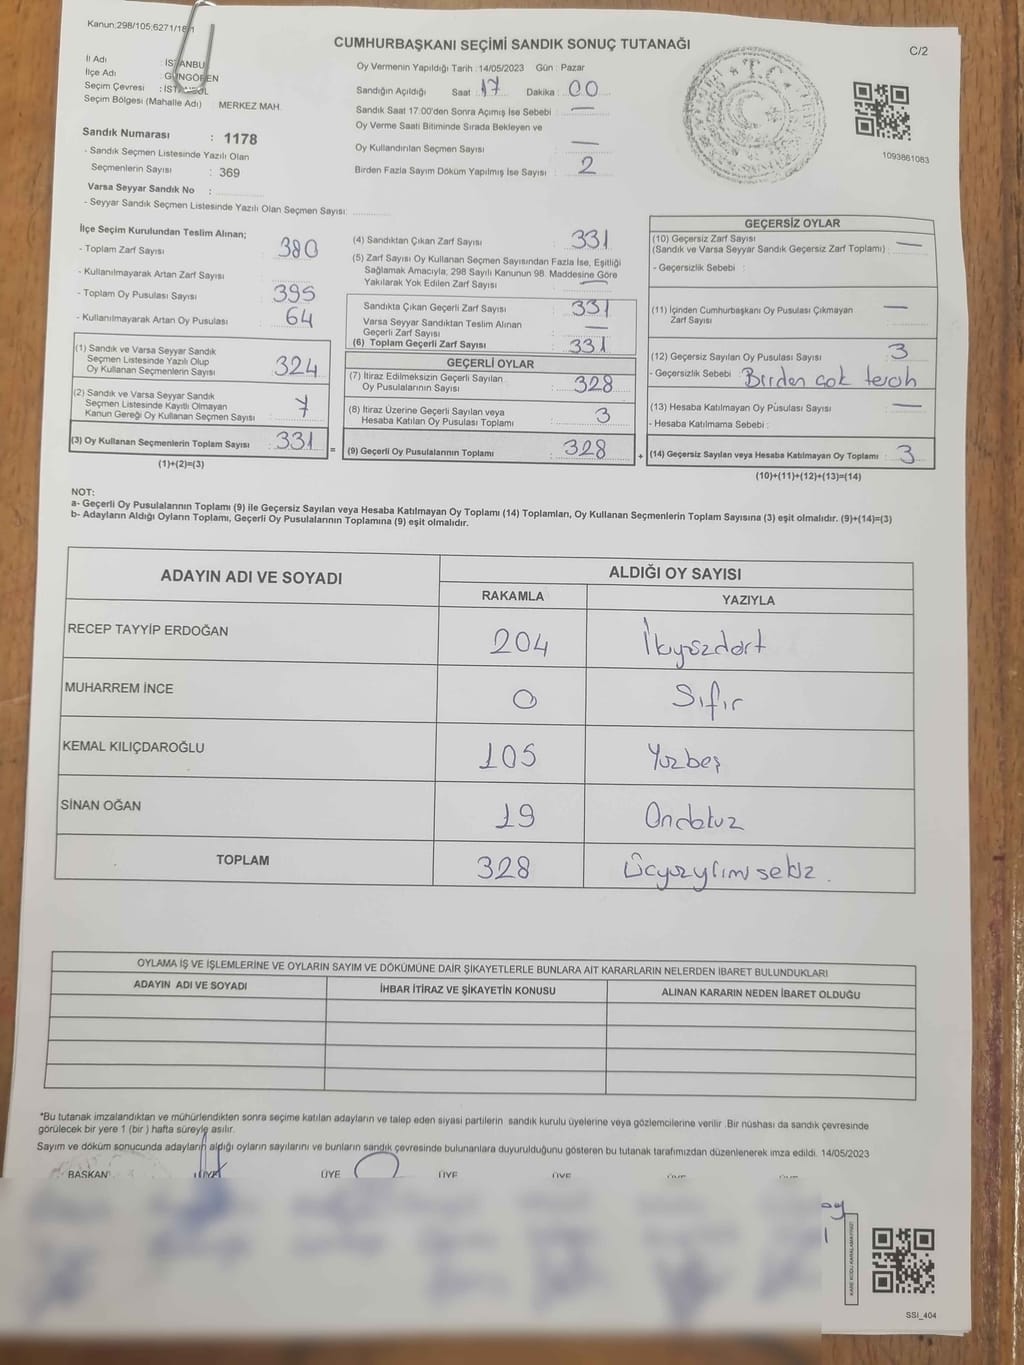 Kanun:298/105;6271/18/1
CUMHURBAŞKANI SEÇİMİ SANDIK SONUÇ TUTANAĞI
C/2
İl Adı : İSTANBUL
İlçe Adı : GÜNGÖREN
Seçim Çevresi : İSTANBUL
Seçim Bölgesi (Mahalle Adı) MERKEZ MAH.
Oy Vermenin Yapıldığı Tarih : 14/05/2023 Gün : Pazar
Sandığın Açıldığı Saat : 17 Dakika : 00
Sandık Saat 17:00'den Sonra Açımış İse Sebebi : —
Oy Verme Saati Bitiminde Sırada Bekleyen ve
Oy Kullandırılan Seçmen Sayısı —
Birden Fazla Sayım Döküm Yapılmış İse Sayısı : 2
T.C.
1093861083
Sandık Numarası : 1178
- Sandık Seçmen Listesinde Yazılı Olan
Seçmenlerin Sayısı : 369
Varsa Seyyar Sandık No :
- Seyyar Sandık Seçmen Listesinde Yazılı Olan Seçmen Sayısı:
İlçe Seçim Kurulundan Teslim Alınan;
- Toplam Zarf Sayısı 380
- Kullanılmayarak Artan Zarf Sayısı :
- Toplam Oy Pusulası Sayısı : 395
- Kullanılmayarak Artan Oy Pusulası : 64
(1) Sandık ve Varsa Seyyar Sandık
Seçmen Listesinde Yazılı Olup
Oy Kullanan Seçmenlerin Sayısı : 324
(2) Sandık ve Varsa Seyyar Sandık
Seçmen Listesinde Kayıtlı Olmayan
Kanun Gereği Oy Kullanan Seçmen Sayısı : 7
(3) Oy Kullanan Seçmenlerin Toplam Sayısı : 331
(1)+(2)=(3)
=
(4) Sandıktan Çıkan Zarf Sayısı : 331
(5) Zarf Sayısı Oy Kullanan Seçmen Sayısından Fazla İse, Eşitliği
Sağlamak Amacıyla, 298 Sayılı Kanunun 98. Maddesine Göre
Yakılarak Yok Edilen Zarf Sayısı : —
Sandıkta Çıkan Geçerli Zarf Sayısı : 331
Varsa Seyyar Sandıktan Teslim Alınan
Geçerli Zarf Sayısı : —
(6) Toplam Geçerli Zarf Sayısı : 331
GEÇERLİ OYLAR
(7) İtiraz Edilmeksizin Geçerli Sayılan
Oy Pusulalarının Sayısı : 328
(8) İtiraz Üzerine Geçerli Sayılan veya
Hesaba Katılan Oy Pusulası Toplamı : 3
(9) Geçerli Oy Pusulalarının Toplamı : 328
+
GEÇERSİZ OYLAR
(10) Geçersiz Zarf Sayısı
(Sandık ve Varsa Seyyar Sandık Geçersiz Zarf Toplamı) : —
- Geçersizlik Sebebi :
(11) İçinden Cumhurbaşkanı Oy Pusulası Çıkmayan
Zarf Sayısı : —
(12) Geçersiz Sayılan Oy Pusulası Sayısı : 3
- Geçersizlik Sebebi : Birden çok tercih
(13) Hesaba Katılmayan Oy Pusulası Sayısı : —
- Hesaba Katılmama Sebebi :
(14) Geçersiz Sayılan veya Hesaba Katılmayan Oy Toplamı : 3
(10)+(11)+(12)+(13)=(14)
NOT:
a- Geçerli Oy Pusulalarının Toplamı (9) ile Geçersiz Sayılan veya Hesaba Katılmayan Oy Toplamı (14) Toplamları, Oy Kullanan Seçmenlerin Toplam Sayısına (3) eşit olmalıdır. (9)+(14)=(3)
b- Adayların Aldığı Oyların Toplamı, Geçerli Oy Pusulalarının Toplamına (9) eşit olmalıdır.
ADAYIN ADI VE SOYADI
ALDIĞI OY SAYISI
RAKAMLA YAZIYLA
RECEP TAYYİP ERDOĞAN 204 İkiyüzdört
MUHARREM İNCE 0 Sıfır
KEMAL KILIÇDAROĞLU 105 Yüzbeş
SİNAN OĞAN 19 Ondokuz
TOPLAM 328 Üçyüzyirmi sekiz.
OYLAMA İŞ VE İŞLEMLERİNE VE OYLARIN SAYIM VE DÖKÜMÜNE DAİR ŞİKAYETLERLE BUNLARA AİT KARARLARIN NELERDEN İBARET BULUNDUKLARI
ADAYIN ADI VE SOYADI İHBAR İTİRAZ VE ŞİKAYETİN KONUSU ALINAN KARARIN NEDEN İBARET OLDUĞU
*Bu tutanak imzalandıktan ve mühürlendikten sonra seçime katılan adayların ve talep eden siyasi partilerin sandık kurulu üyelerine veya gözlemcilerine verilir .Bir nüshası da sandık çevresinde
görülecek bir yere 1 (bir ) hafta süreyle asılır.
Sayım ve döküm sonucunda adayların aldığı oyların sayılarını ve bunların sandık çevresinde bulunanlara duyurulduğunu gösteren bu tutanak tarafımızdan düzenlenerek imza edildi. 14/05/2023
BAŞKAN ÜYE ÜYE ÜYE ÜYE ÜYE ÜYE
KARE KODU KARALAMAYINIZ!
SSİ_404